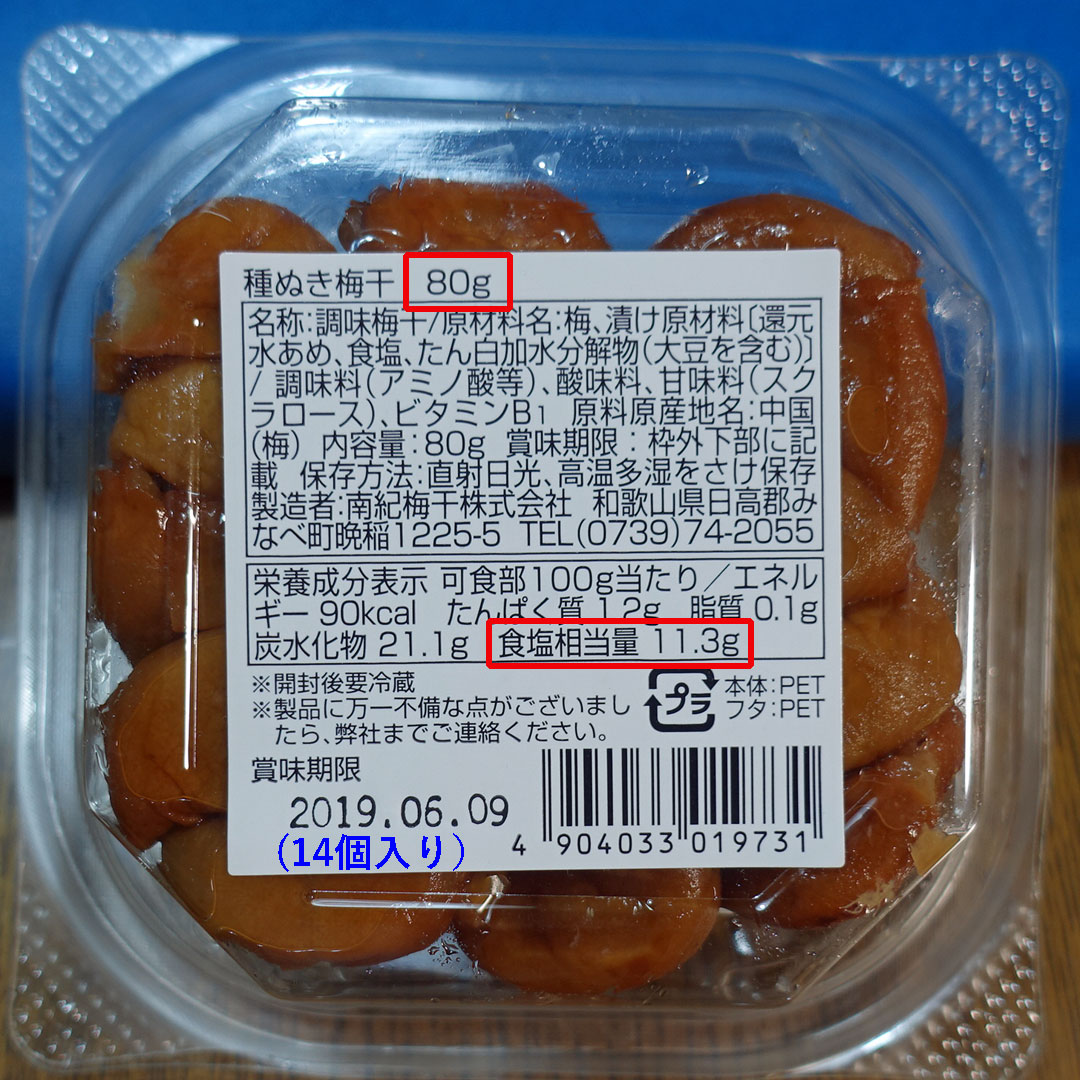 種ぬき梅干 80g
名称:調味梅干/原材料名:梅、漬け原材料〔還元
水あめ、食塩、たん白加水分解物(大豆を含む)〕
/ 調味料(アミノ酸等)、酸味料、甘味料(スク
ラロース)、ビタミンB1 原料原産地名:中国
(梅) 内容量:80g 賞味期限:枠外下部に記
載 保存方法:直射日光、高温多湿をさけ保存
製造者:南紀梅干株式会社 和歌山県日高郡み
なべ町晩稲1225-5 TEL(0739)74-2055
栄養成分表示 可食部100g当たり/エネル
ギー 90kcal たんぱく質 1.2g 脂質 0.1g
炭水化物 21.1g 食塩相当量 11.3g
※開封後要冷蔵
※製品に万一不備な点がございまし
たら、弊社までご連絡ください。
プラ
本体:PET
フタ:PET
賞味期限
2019.06.09
(14個入り)
4 904033 019731